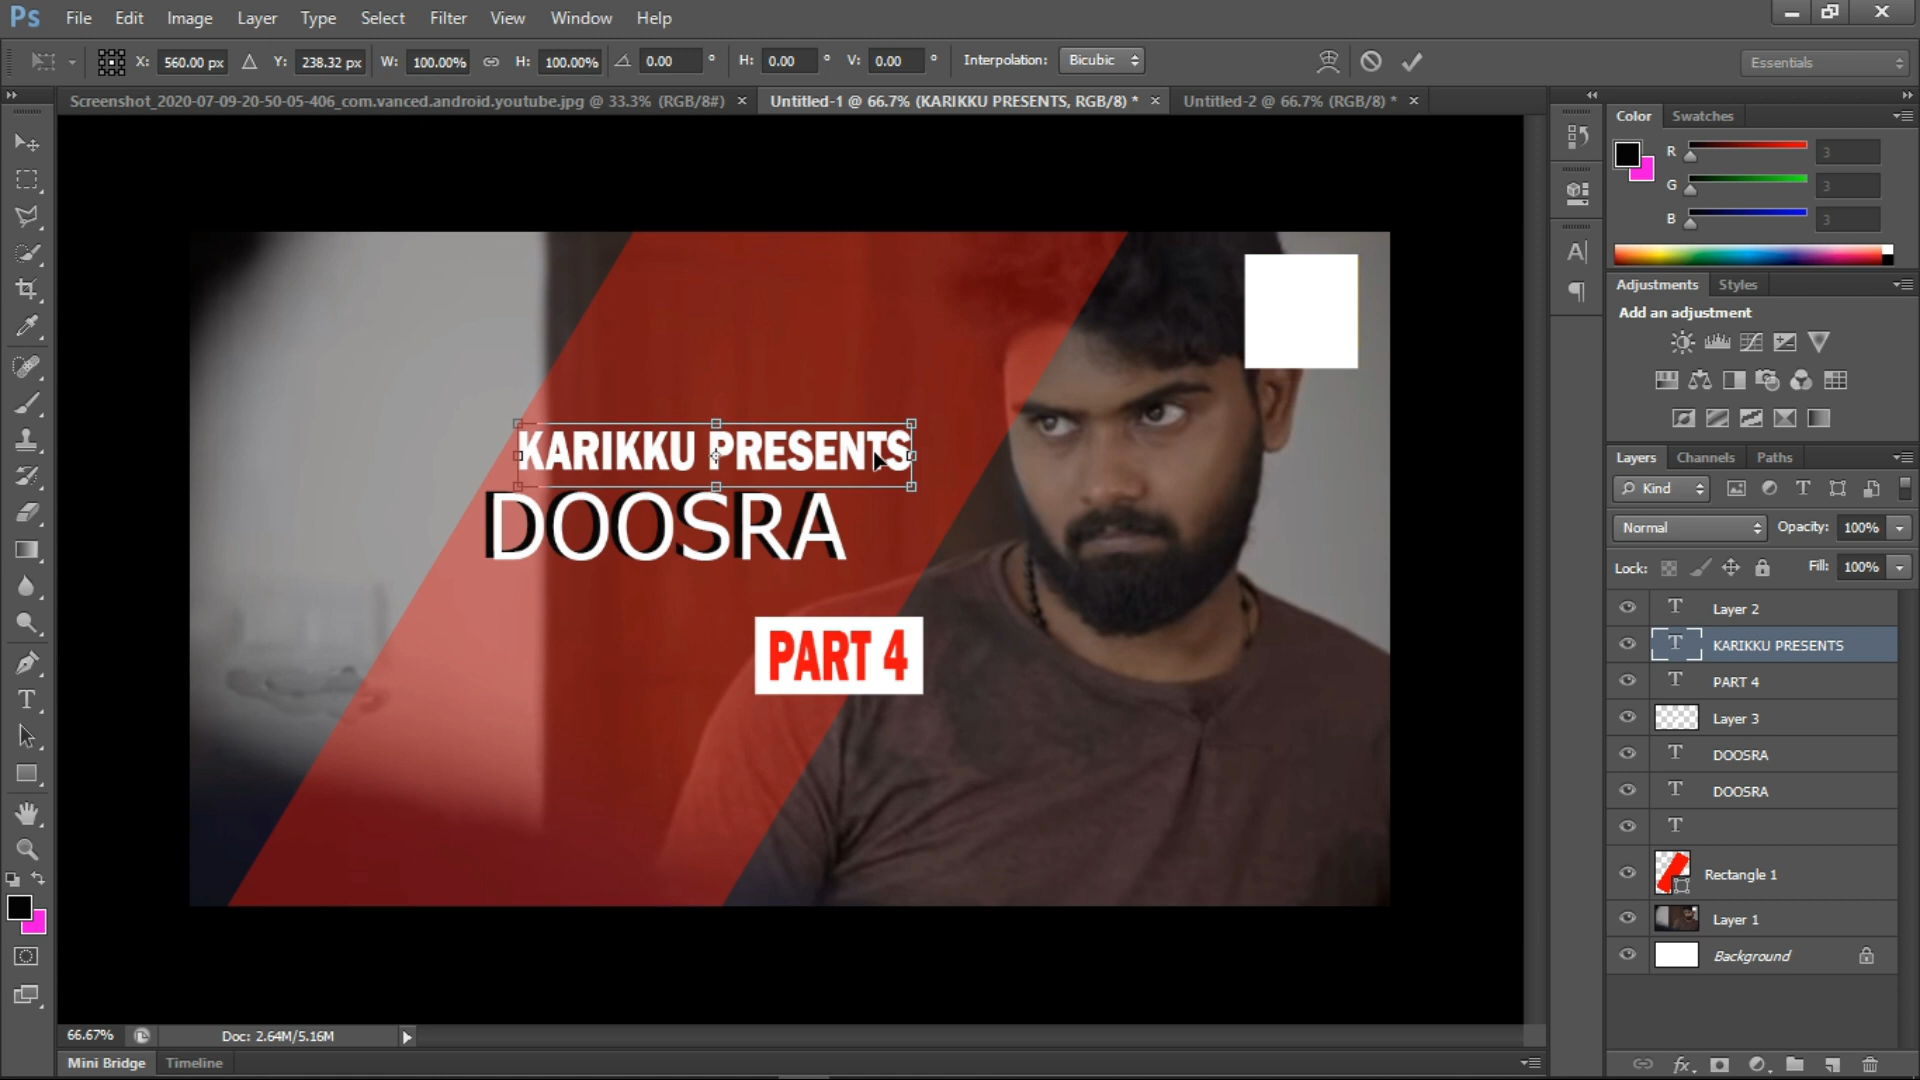 Ps File Edit Image Layer Type Select Filter View Window Help
X: 560.00 px Y: 238.32 px W: 100.00% H: 100.00% 0.00 ° H: 0.00 ° V: 0.00 ° Interpolation: Bicubic Essentials
Screenshot_2020-07-09-20-50-05-406_com.vanced.android.youtube.jpg @ 33.3% (RGB/8#) × Untitled-1 @ 66.7% (KARIKKU PRESENTS, RGB/8) * × Untitled-2 @ 66.7% (RGB/8) * ×
Color Swatches
R 3
G 3
B 3
Adjustments Styles
Add an adjustment
KARIKKU PRESENTS
DOOSRA
PART 4
Layers Channels Paths
Kind
Normal Opacity: 100%
Lock: Fill: 100%
T Layer 2
T KARIKKU PRESENTS
T PART 4
Layer 3
T DOOSRA
T DOOSRA
T
Rectangle 1
Layer 1
Background
66.67% Doc: 2.64M/5.16M
Mini Bridge Timeline
fx